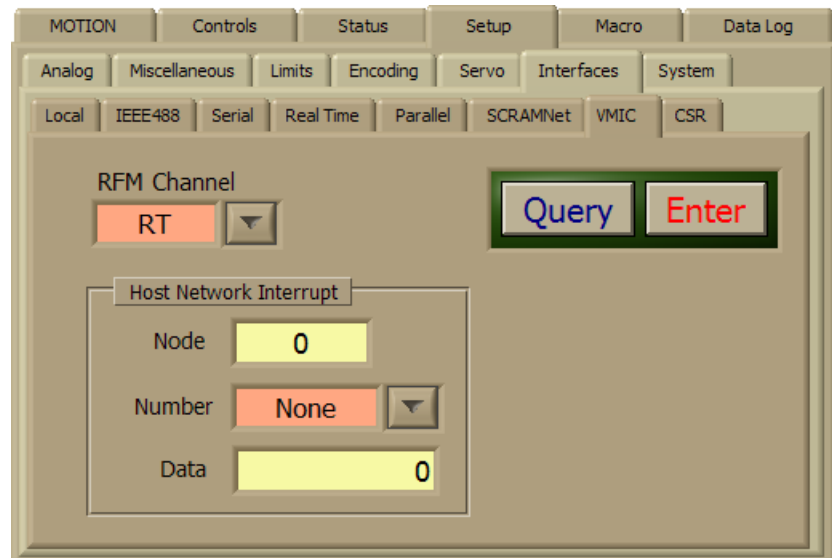 MOTION Controls Status Setup Macro Data Log
Analog Miscellaneous Limits Encoding Servo Interfaces System
Local IEEE488 Serial Real Time Parallel SCRAMNet VMIC CSR
RFM Channel
RT
Query Enter
Host Network Interrupt
Node 0
Number None
Data 0